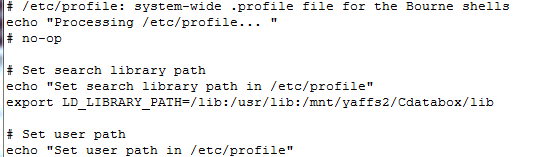 # /etc/profile: system-wide .profile file for the Bourne shells
echo "Processing /etc/profile... "
# no-op
# Set search library path
echo "Set search library path in /etc/profile"
export LD_LIBRARY_PATH=/lib:/usr/lib:/mnt/yaffs2/Cdatabox/lib
# Set user path
echo "Set user path in /etc/profile"